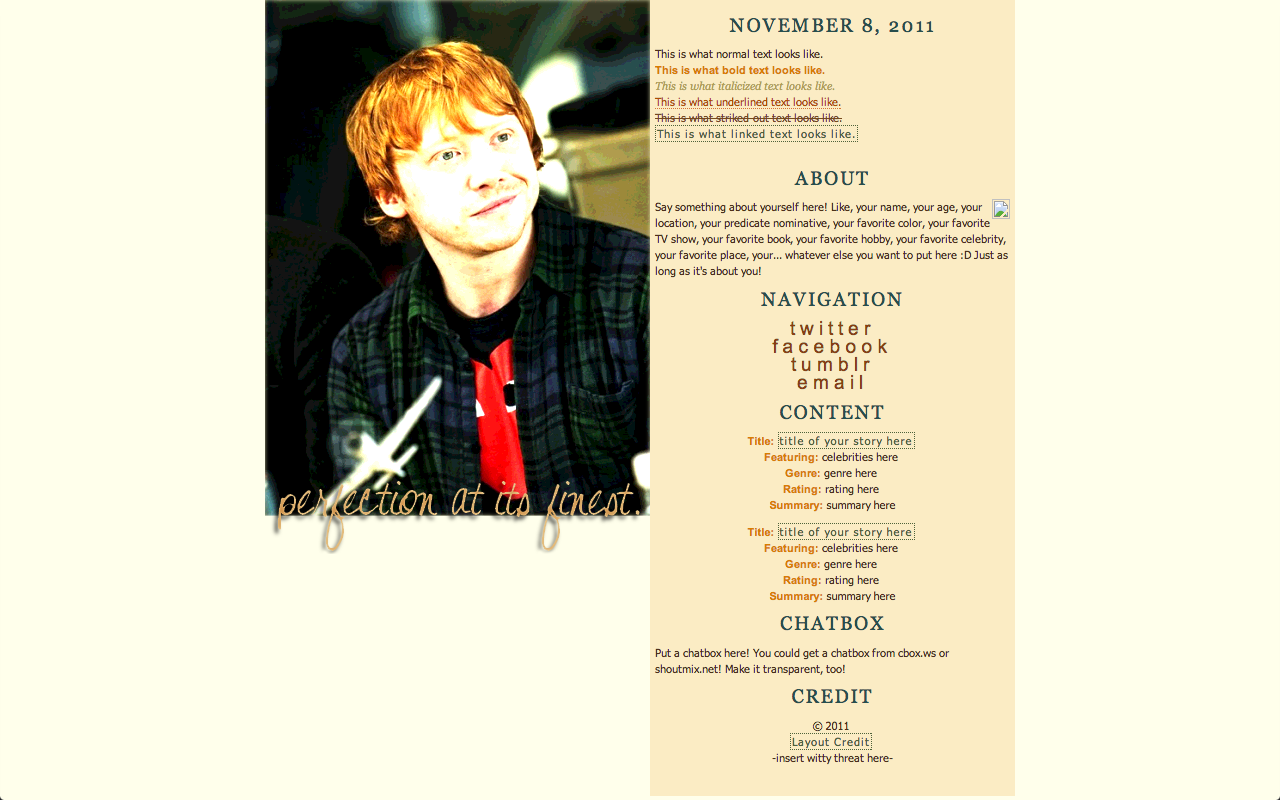 perfection at its finest.
NOVEMBER 8, 2011
This is what normal text looks like.
This is what bold text looks like.
This is what italicized text looks like.
This is what underlined text looks like.
This is what striked out text looks like.
This is what linked text looks like.
ABOUT
Say something about yourself here! Like, your name, your age, your
location, your predicate nominative, your favorite color, your favorite
TV show, your favorite book, your favorite hobby, your favorite celebrity,
your favorite place, your... whatever else you want to put here :D Just as
long as it's about you!
NAVIGATION
twitter
facebook
tumblr
email
CONTENT
Title: title of your story here
Featuring: celebrities here
Genre: genre here
Rating: rating here
Summary: summary here
Title: title of your story here
Featuring: celebrities here
Genre: genre here
Rating: rating here
Summary: summary here
CHATBOX
Put a chatbox here! You could get a chatbox from cbox.ws or
shoutmix.net! Make it transparent, too!
CREDIT
© 2011
Layout Credit
-insert witty threat here-